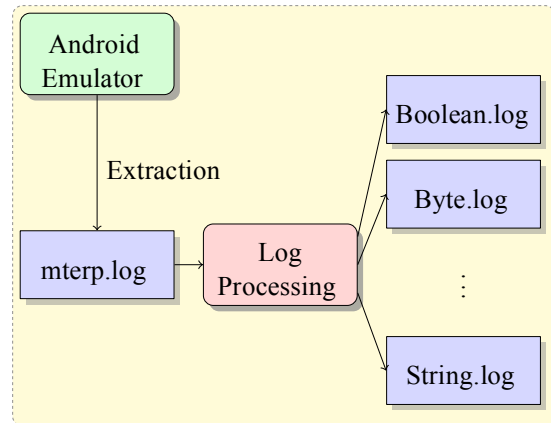 Android
Emulator
Extraction
mterp.log
Log
Processing
Boolean.log
Byte.log
⋮
String.log